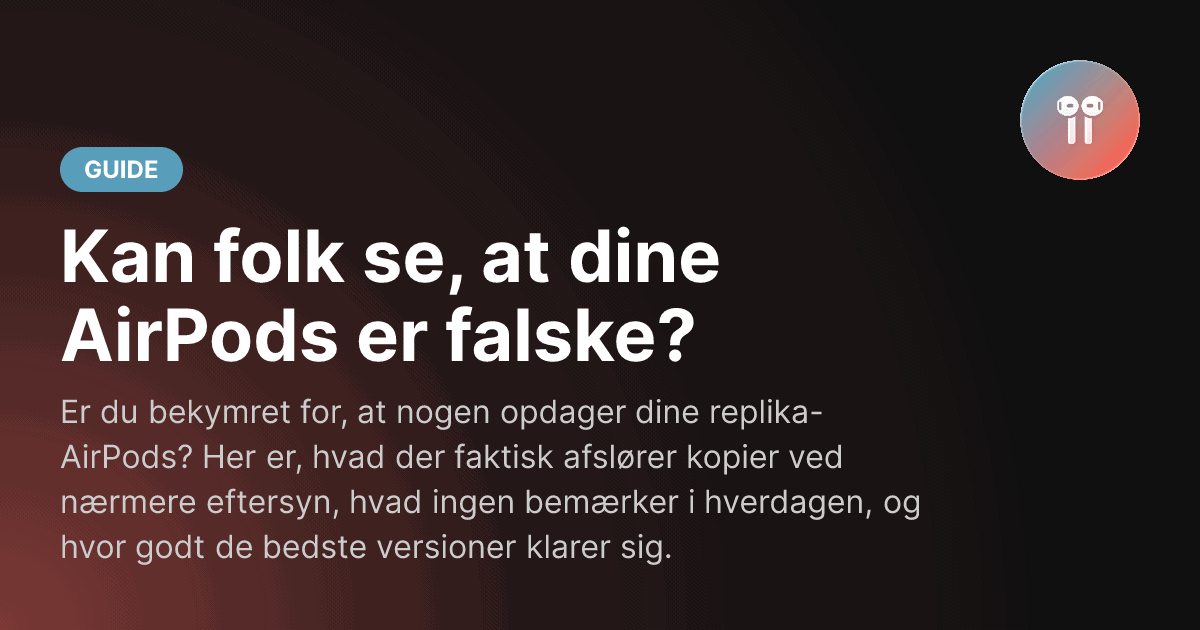 GUIDE
Kan folk se, at dine
AirPods er falske?
Er du bekymret for, at nogen opdager dine replika-
AirPods? Her er, hvad der faktisk afslører kopier ved
nærmere eftersyn, hvad ingen bemærker i hverdagen, og
hvor godt de bedste versioner klarer sig.